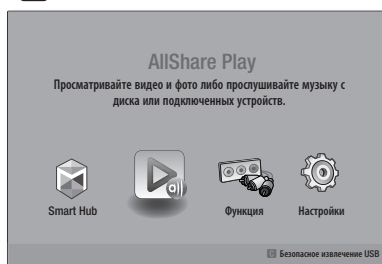 AllShare Play
Просматривайте видео и фото либо прослушивайте музыку с
диска или подключенных устройств.
Smart Hub
Функция
Настройки
Безопасное извлечение USB